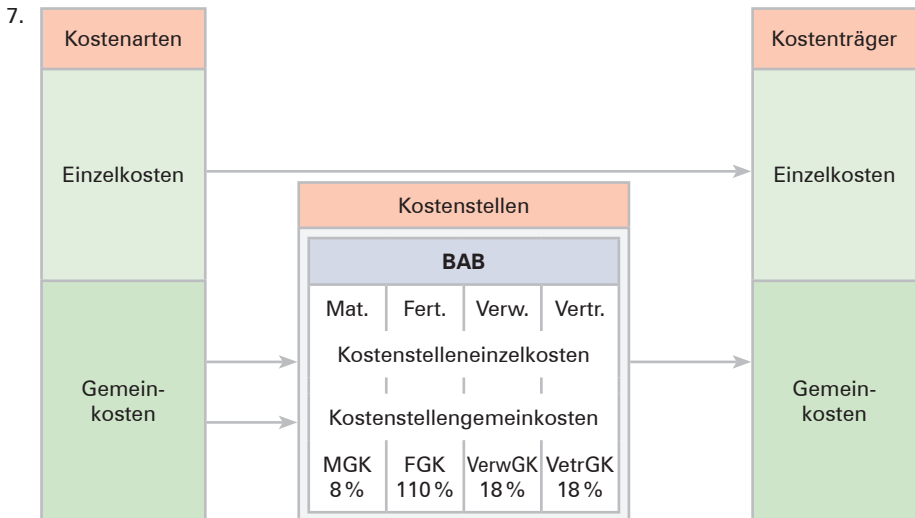 7.
Kostenarten
Kostenträger
Einzelkosten
Einzelkosten
Kostenstellen
BAB
Mat. Fert. Verw. Vertr.
Kostenstelleneinzelkosten
Gemein-
kosten
Gemein-
kosten
Kostenstellengemeinkosten
MGK FGK VerwGK VetrGK
8 % 110 % 18 % 18 %